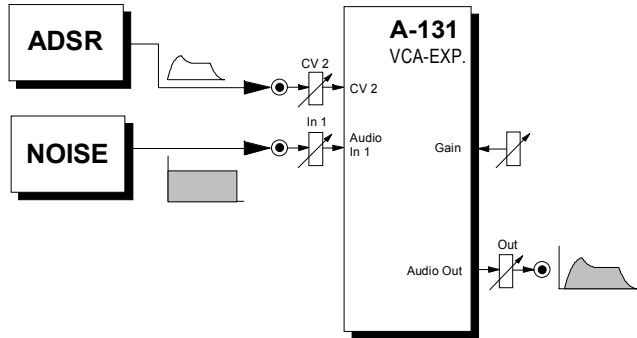 ADSR
A-131
VCA-EXP.
CV 2
CV 2
NOISE
In 1
Audio
In 1
Gain
Out
Audio Out